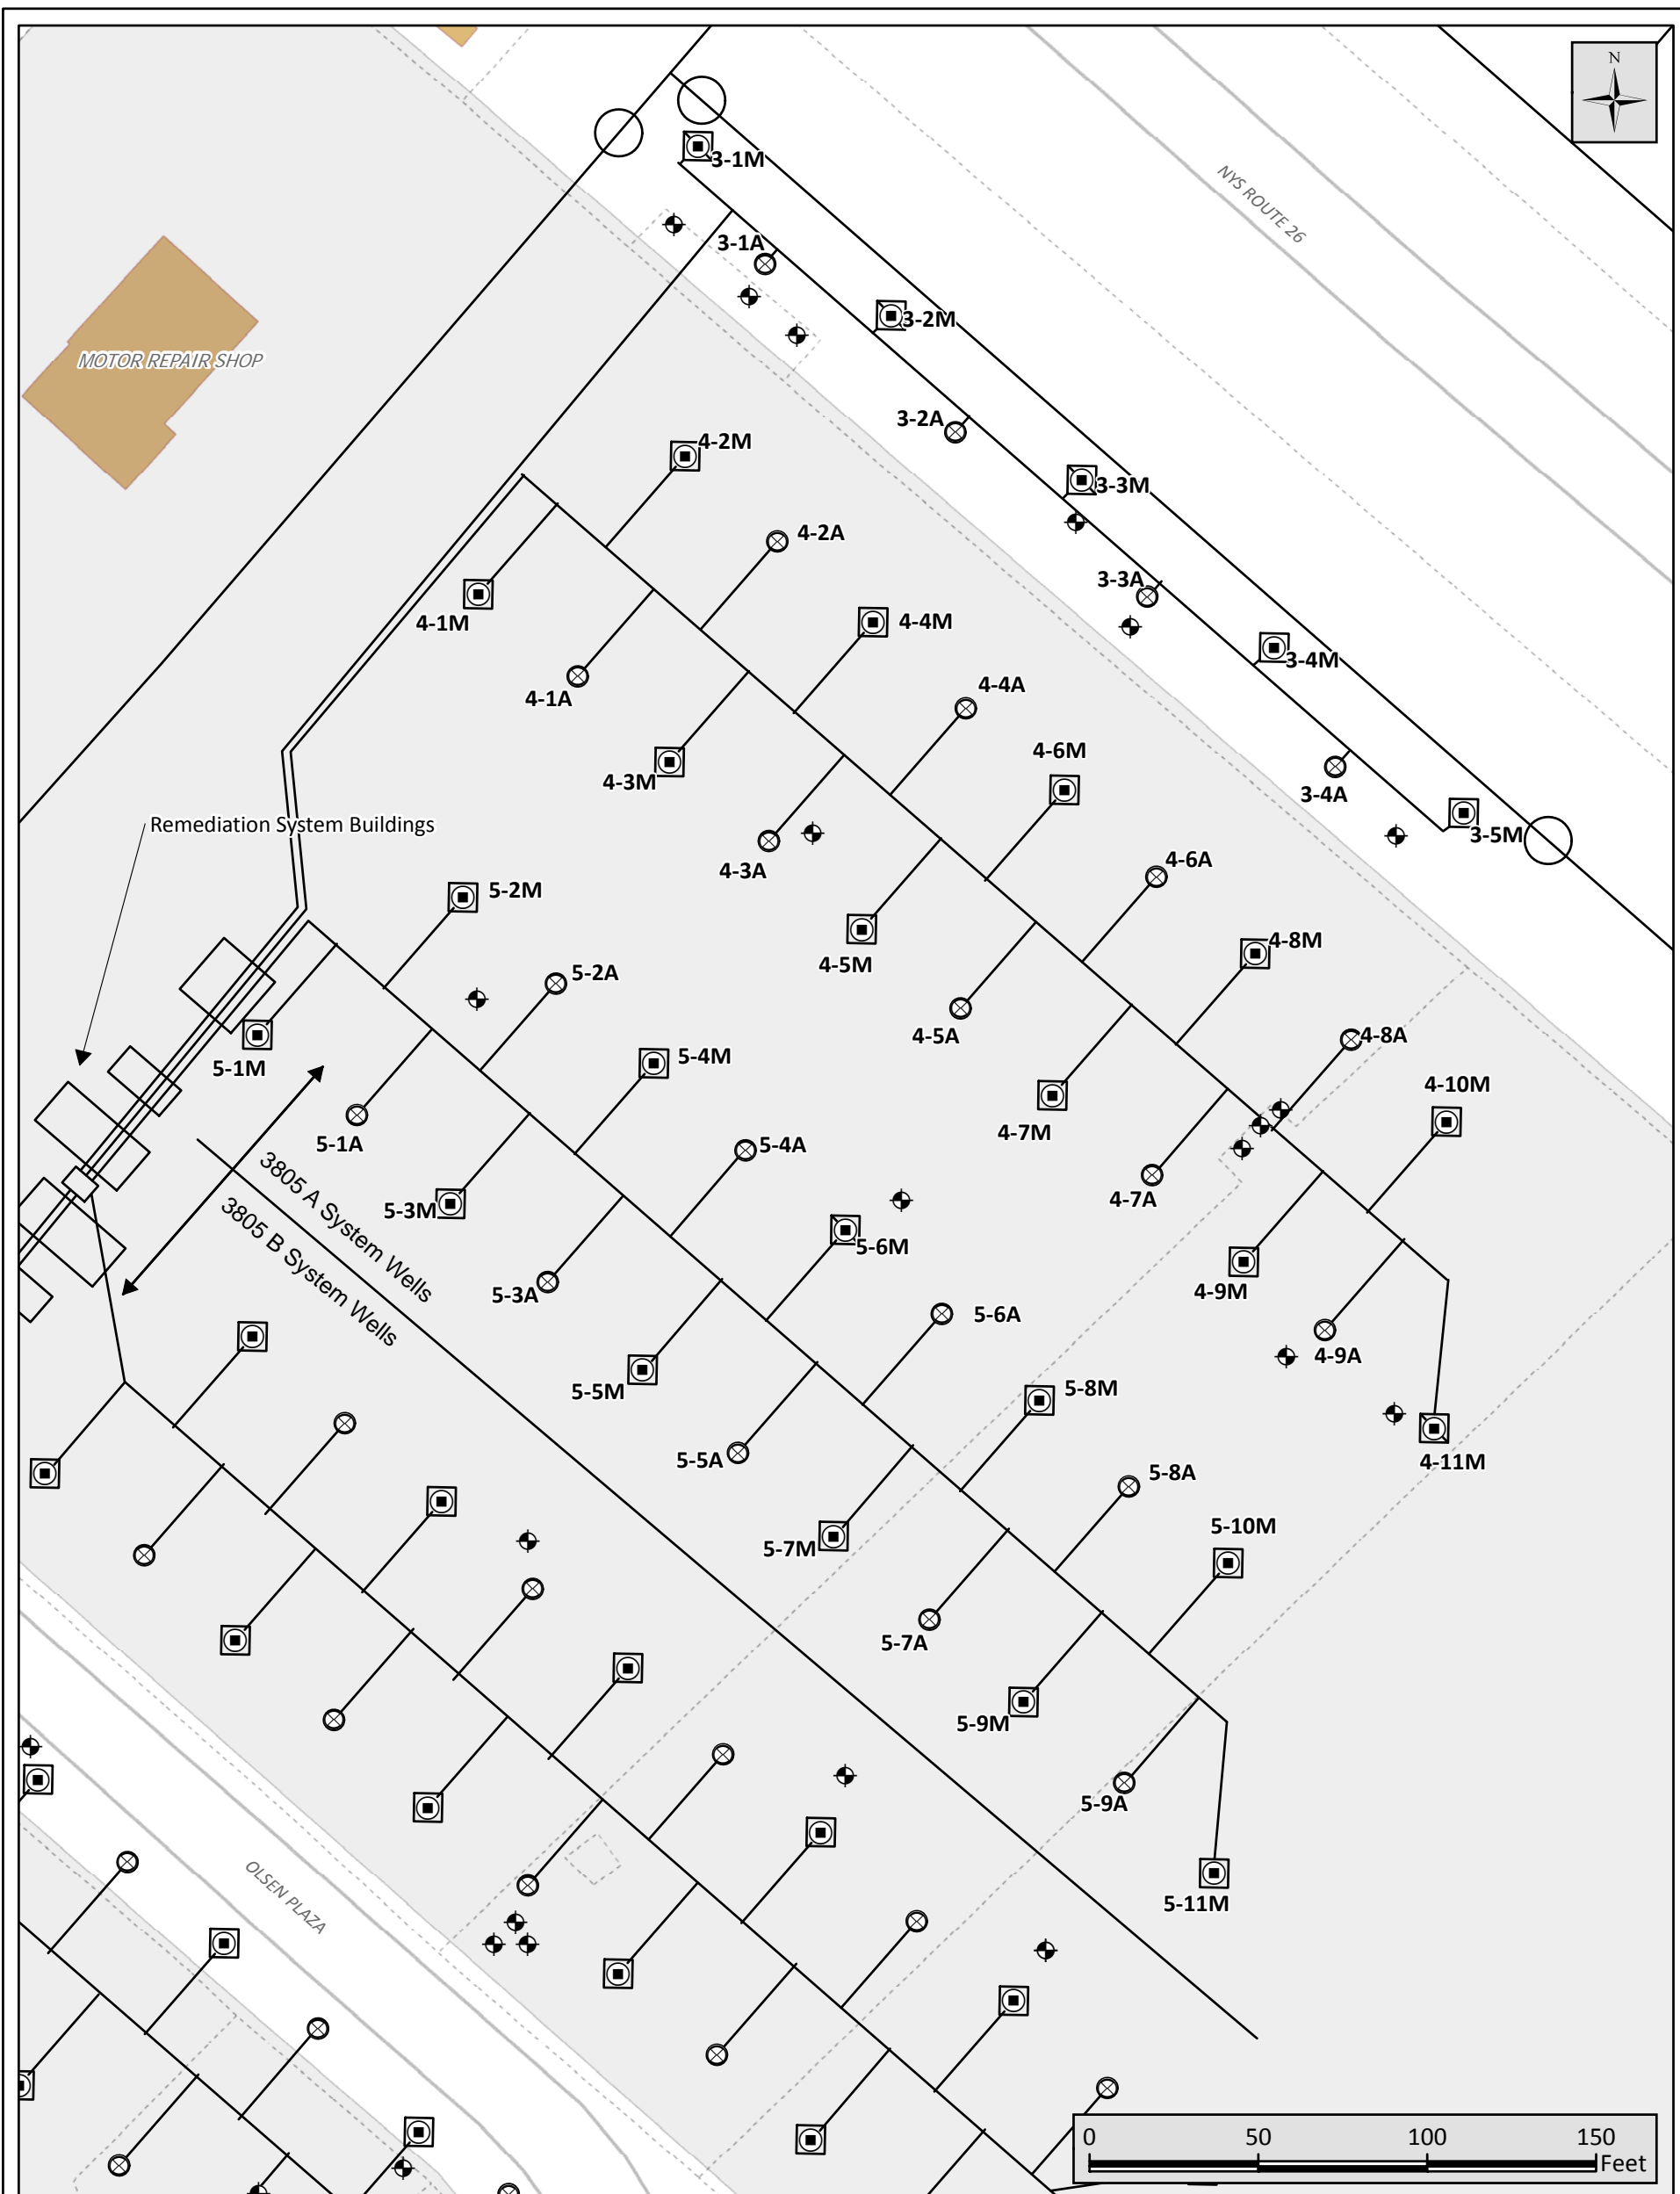 N
3-1M
NYS ROUTE 26
3-1A
3-2M
MOTOR REPAIR SHOP
3-2A
4-2M
3-3M
4-2A
3-3A
4-1M
4-4M
3-4M
4-1A
4-4A
4-6M
4-3M
3-4A
Remediation System Buildings
3-5M
4-3A
4-6A
5-2M
4-8M
4-5M
5-2A
4-5A
4-8A
5-1M
5-4M
4-10M
4-7M
5-1A
5-4A
4-7A
3805 A System Wells
5-3M
5-6M
3805 B System Wells
5-3A
4-9M
5-6A
4-9A
5-5M
5-8M
5-5A
4-11M
5-8A
5-7M
5-10M
5-7A
5-9M
5-9A
OLSEN PLAZA
5-11M
0 50 100 150
Feet